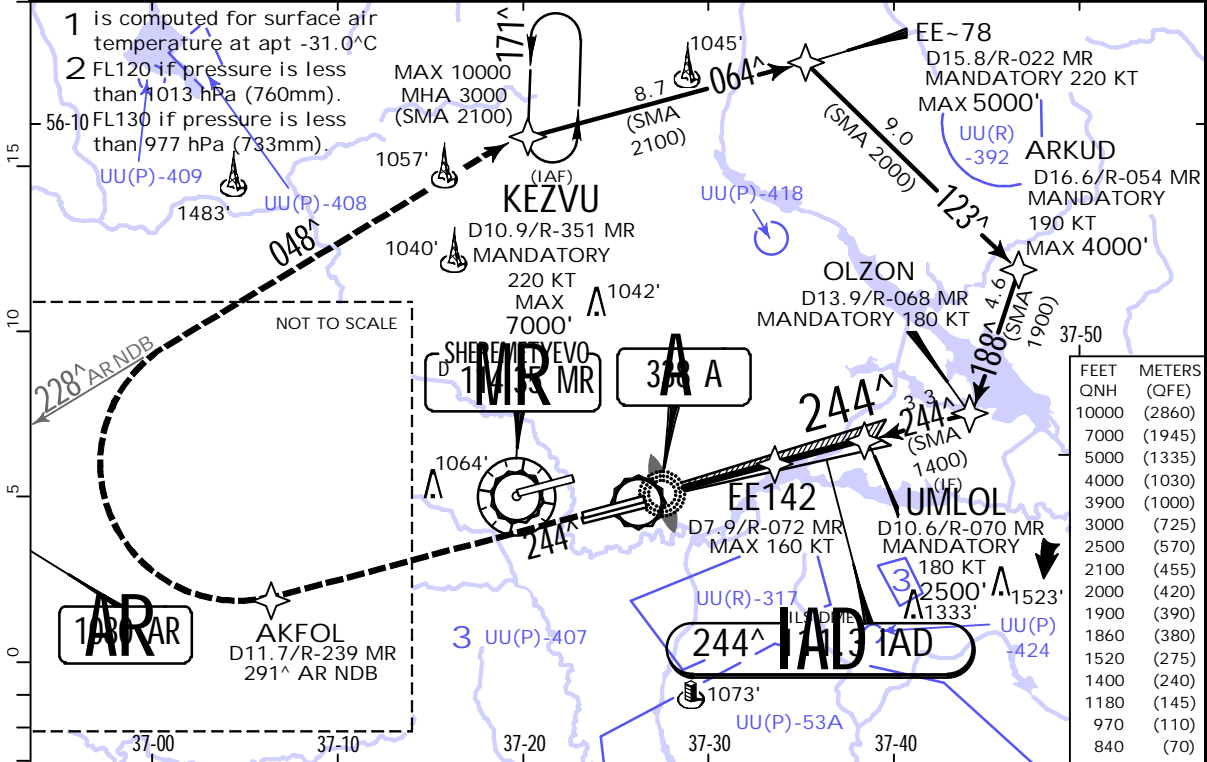 1 is computed for surface air
temperature at apt -31.0^C
2 FL120 if pressure is less
than 1013 hPa (760mm).
FL130 if pressure is less
than 977 hPa (733mm).
56-10
UU(P)-409
UU(P)-408
1483'
MAX 10000
MHA 3000
(SMA 2100)
171^
1057'
1040'
(IAF)
KEZVU
D10.9/R-351 MR
MANDATORY
220 KT
MAX
7000'
1045'
8.7
064^
(SMA
2100)
EE~78
D15.8/R-022 MR
MANDATORY 220 KT
MAX 5000'
9.0
(SMA 2000)
123^
UU(R)
-392
ARKUD
D16.6/R-054 MR
MANDATORY
190 KT
MAX 4000'
UU(P)-418
OLZON
D13.9/R-068 MR
MANDATORY 180 KT
4.6
188^
(SMA
1900)
37-50
1042'
048^
228^ AR NDB
NOT TO SCALE
SHEREMETYEVO
D MR
MR
A
338 A
244^
3.3
244^
(SMA
1400)
(IF)
UMLOL
D10.6/R-070 MR
MANDATORY
180 KT
2500'
EE142
D7.9/R-072 MR
MAX 160 KT
1064'
244^
AR
AR
AKFOL
D11.7/R-239 MR
291^ AR NDB
3 UU(P)-407
UU(R)-317
3
1333'
1523'
UU(P)
-424
ILS DME
244^ IAD
IAD
1073'
UU(P)-53A
15
10
5
0
37-00
37-10
37-20
37-30
37-40
FEET METERS
QNH (QFE)
10000 (2860)
7000 (1945)
5000 (1335)
4000 (1030)
3900 (1000)
3000 (725)
2500 (570)
2100 (455)
2000 (420)
1900 (390)
1860 (380)
1520 (275)
1400 (240)
1180 (145)
970 (110)
840 (70)